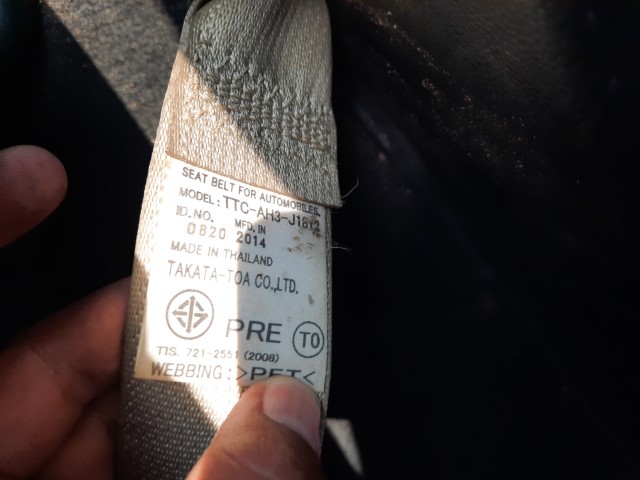 SEAT BELT FOR AUTOMOBILES
MODEL: TTC-AH3-J18
ID.NO. MFD.IN
0820 2014
MADE IN THAILAND
TAKATA-TOA CO.,LTD.
PRE TO
TIS. 721-2551 (2008)
WEBBING: >PET<